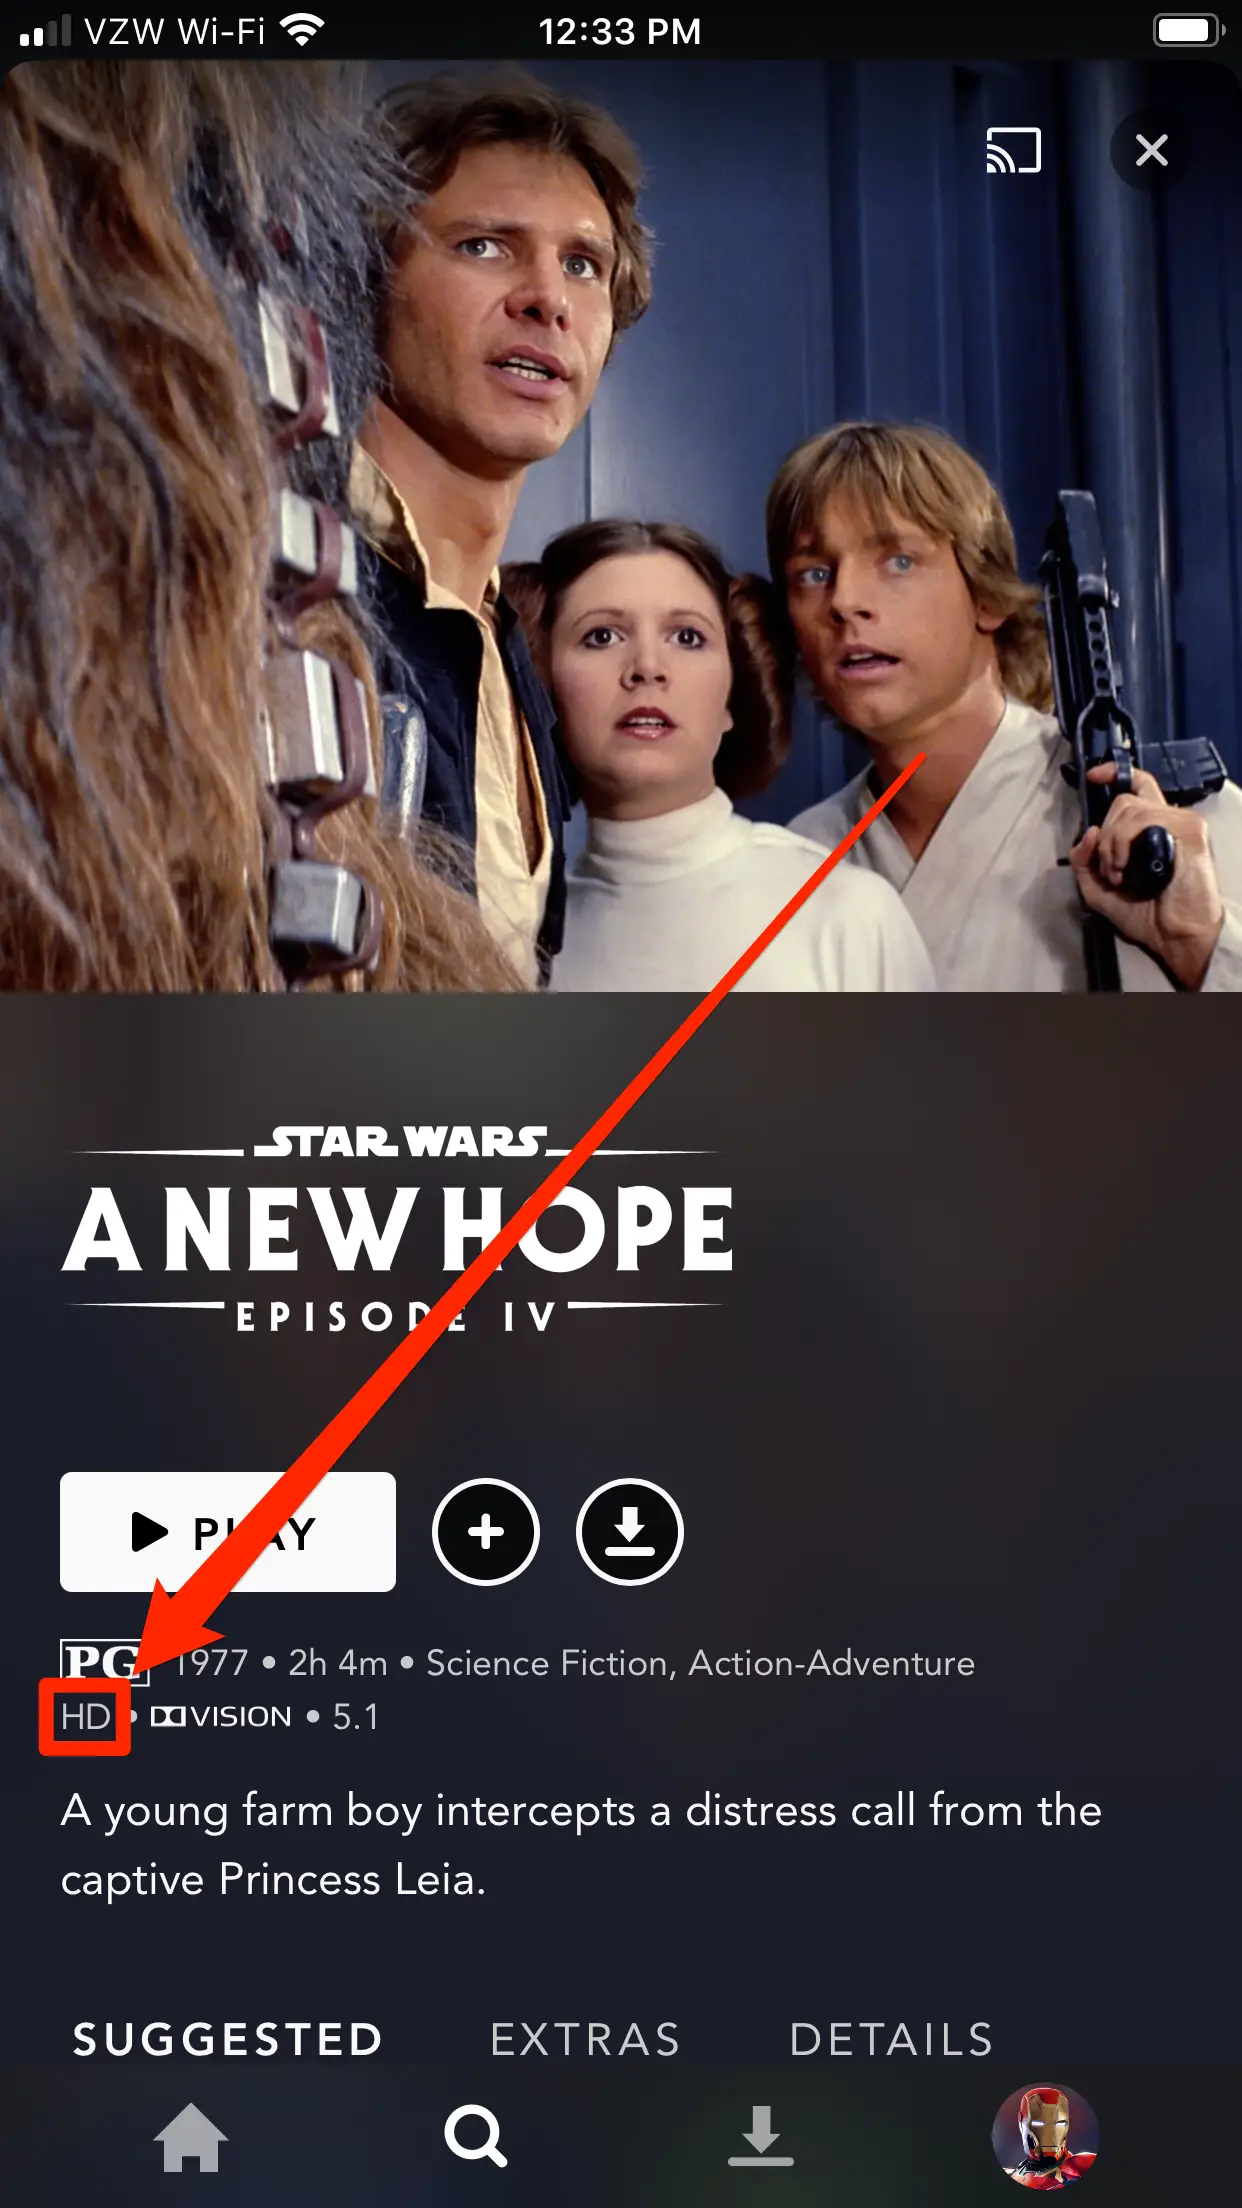 VZW Wi-Fi 12:33 PM
STAR WARS
A NEW HOPE
EPISODE IV
PLAY
PG 1977 • 2h 4m • Science Fiction, Action-Adventure
HD • VISION • 5.1
A young farm boy intercepts a distress call from the
captive Princess Leia.
SUGGESTED EXTRAS DETAILS